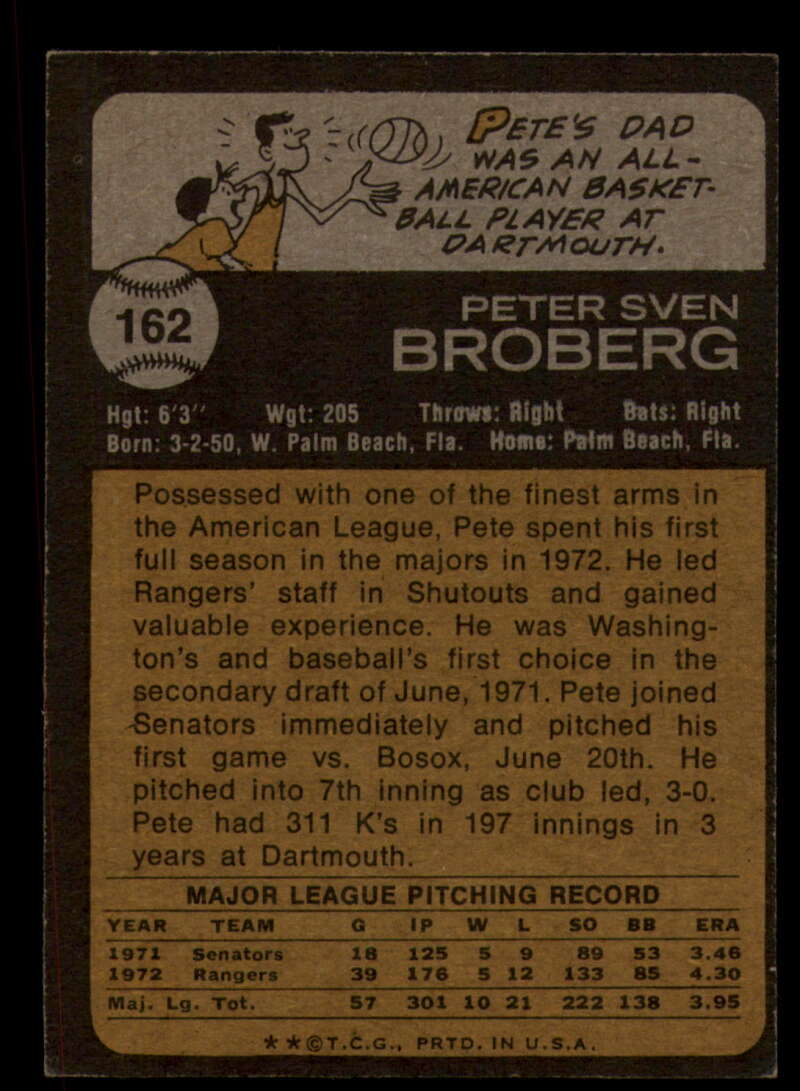 PETE'S DAD
WAS AN ALL-
AMERICAN BASKET-
BALL PLAYER AT
DARTMOUTH.
162
PETER SVEN
BROBERG
Hgt: 6'3" Wgt: 205 Throws: Right Bats: Right
Born: 3-2-50, W. Palm Beach, Fla. Home: Palm Beach, Fla.
Possessed with one of the finest arms in
the American League, Pete spent his first
full season in the majors in 1972. He led
Rangers' staff in Shutouts and gained
valuable experience. He was Washing-
ton's and baseball's first choice in the
secondary draft of June, 1971. Pete joined
Senators immediately and pitched his
first game vs. Bosox, June 20th. He
pitched into 7th inning as club led, 3-0.
Pete had 311 K's in 197 innings in 3
years at Dartmouth.
MAJOR LEAGUE PITCHING RECORD
YEAR TEAM G IP W L SO BB ERA
1971 Senators 18 125 5 9 89 53 3.46
1972 Rangers 39 176 5 12 133 85 4.30
Maj. Lg. Tot. 57 301 10 21 222 138 3.95
**©T.C.G., PRTD. IN U.S.A.